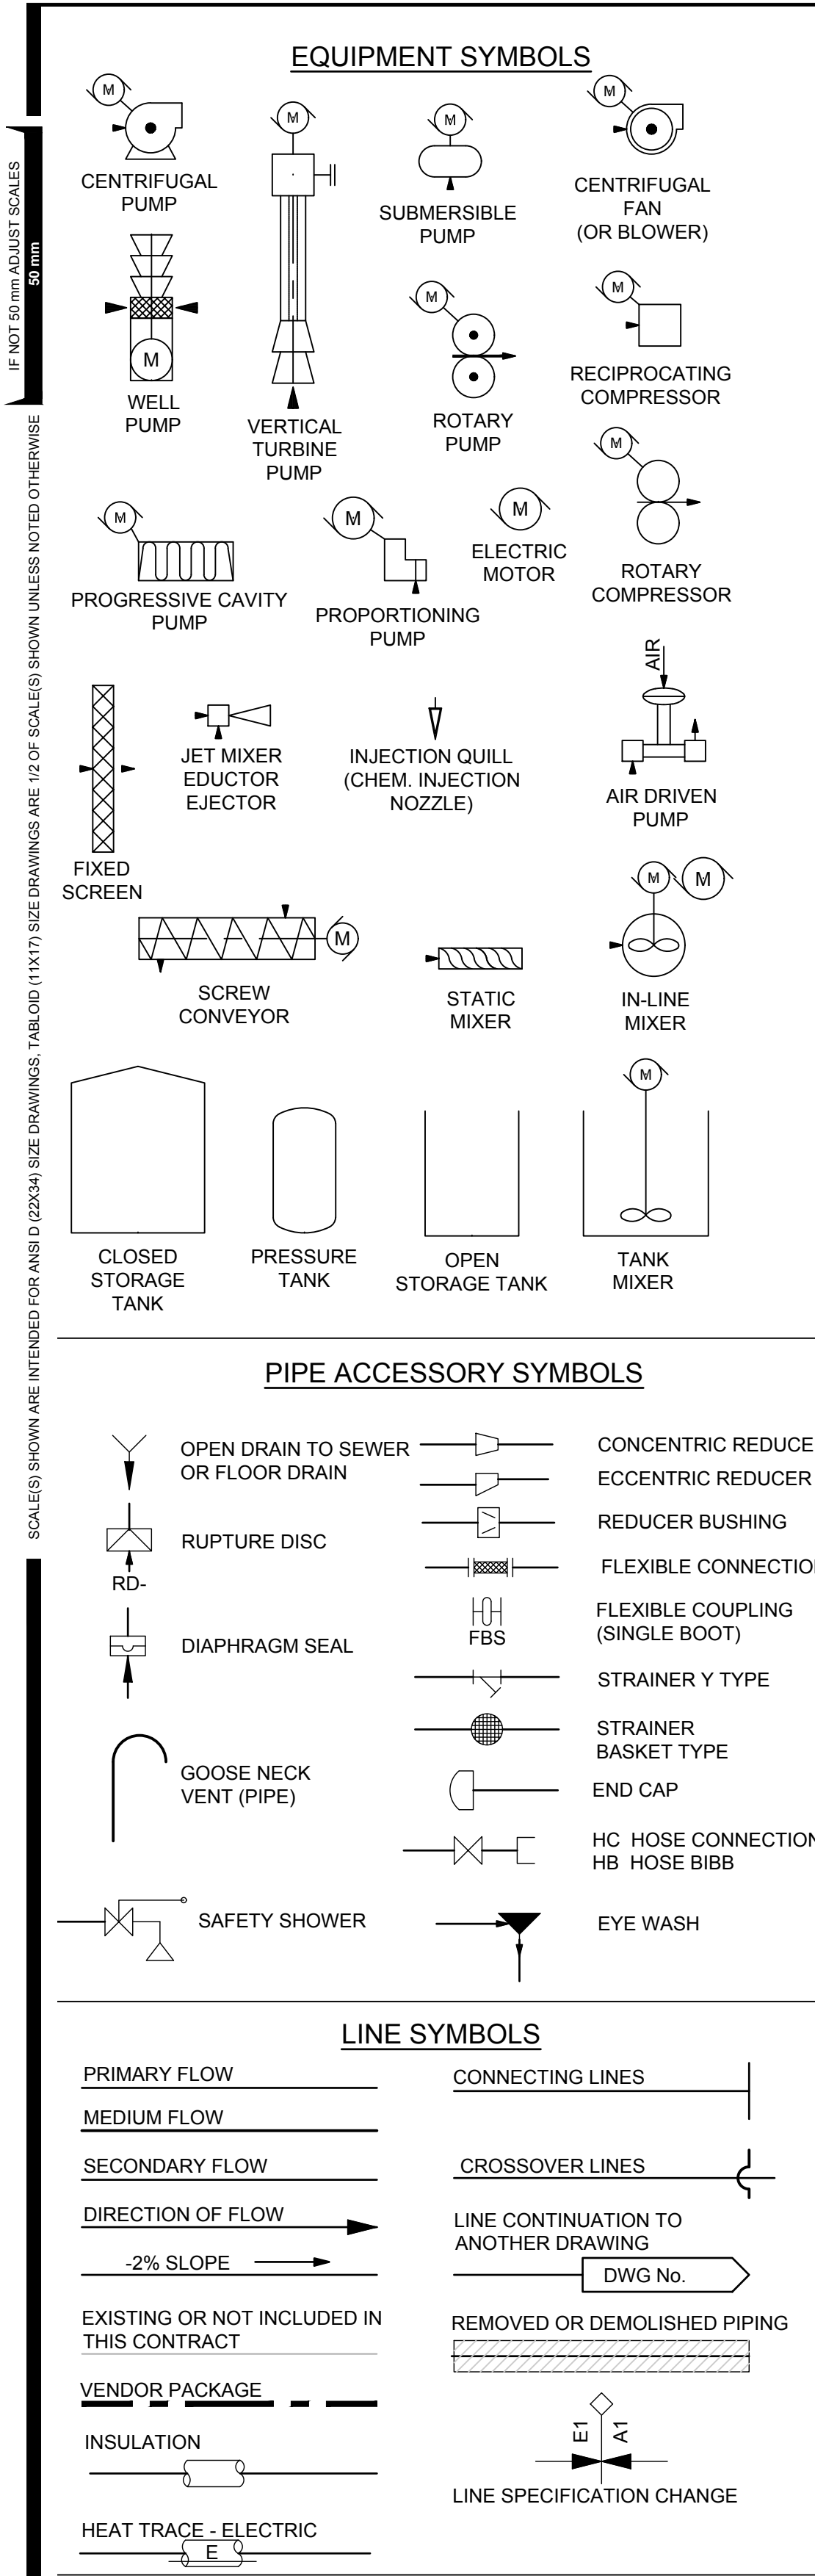 IF NOT 50 mm ADJUST SCALES
50 mm
SCALE(S) SHOWN ARE INTENDED FOR ANSI D (22X34) SIZE DRAWINGS, TABLOID (11X17) SIZE DRAWINGS ARE 1/2 OF SCALE(S) SHOWN UNLESS NOTED OTHERWISE
EQUIPMENT SYMBOLS
M
CENTRIFUGAL
PUMP
M
VERTICAL
TURBINE
PUMP
M
SUBMERSIBLE
PUMP
M
CENTRIFUGAL
FAN
(OR BLOWER)
M
WELL
PUMP
M
ROTARY
PUMP
M
RECIPROCATING
COMPRESSOR
M
PROGRESSIVE CAVITY
PUMP
M
PROPORTIONING
PUMP
M
ELECTRIC
MOTOR
M
ROTARY
COMPRESSOR
FIXED
SCREEN
JET MIXER
EDUCTOR
EJECTOR
INJECTION QUILL
(CHEM. INJECTION
NOZZLE)
AIR
AIR DRIVEN
PUMP
M
SCREW
CONVEYOR
STATIC
MIXER
M
M
IN-LINE
MIXER
CLOSED
STORAGE
TANK
PRESSURE
TANK
OPEN
STORAGE TANK
M
TANK
MIXER
PIPE ACCESSORY SYMBOLS
OPEN DRAIN TO SEWER
OR FLOOR DRAIN
RUPTURE DISC
RD-
DIAPHRAGM SEAL
GOOSE NECK
VENT (PIPE)
SAFETY SHOWER
CONCENTRIC REDUCE
ECCENTRIC REDUCER
REDUCER BUSHING
FLEXIBLE CONNECTIO
FLEXIBLE COUPLING
(SINGLE BOOT)
FBS
STRAINER Y TYPE
STRAINER
BASKET TYPE
END CAP
HC HOSE CONNECTION
HB HOSE BIBB
EYE WASH
LINE SYMBOLS
PRIMARY FLOW
MEDIUM FLOW
SECONDARY FLOW
DIRECTION OF FLOW
-2% SLOPE
EXISTING OR NOT INCLUDED IN
THIS CONTRACT
VENDOR PACKAGE
INSULATION
HEAT TRACE - ELECTRIC
E
CONNECTING LINES
CROSSOVER LINES
LINE CONTINUATION TO
ANOTHER DRAWING
DWG No.
REMOVED OR DEMOLISHED PIPING
E1
A1
LINE SPECIFICATION CHANGE